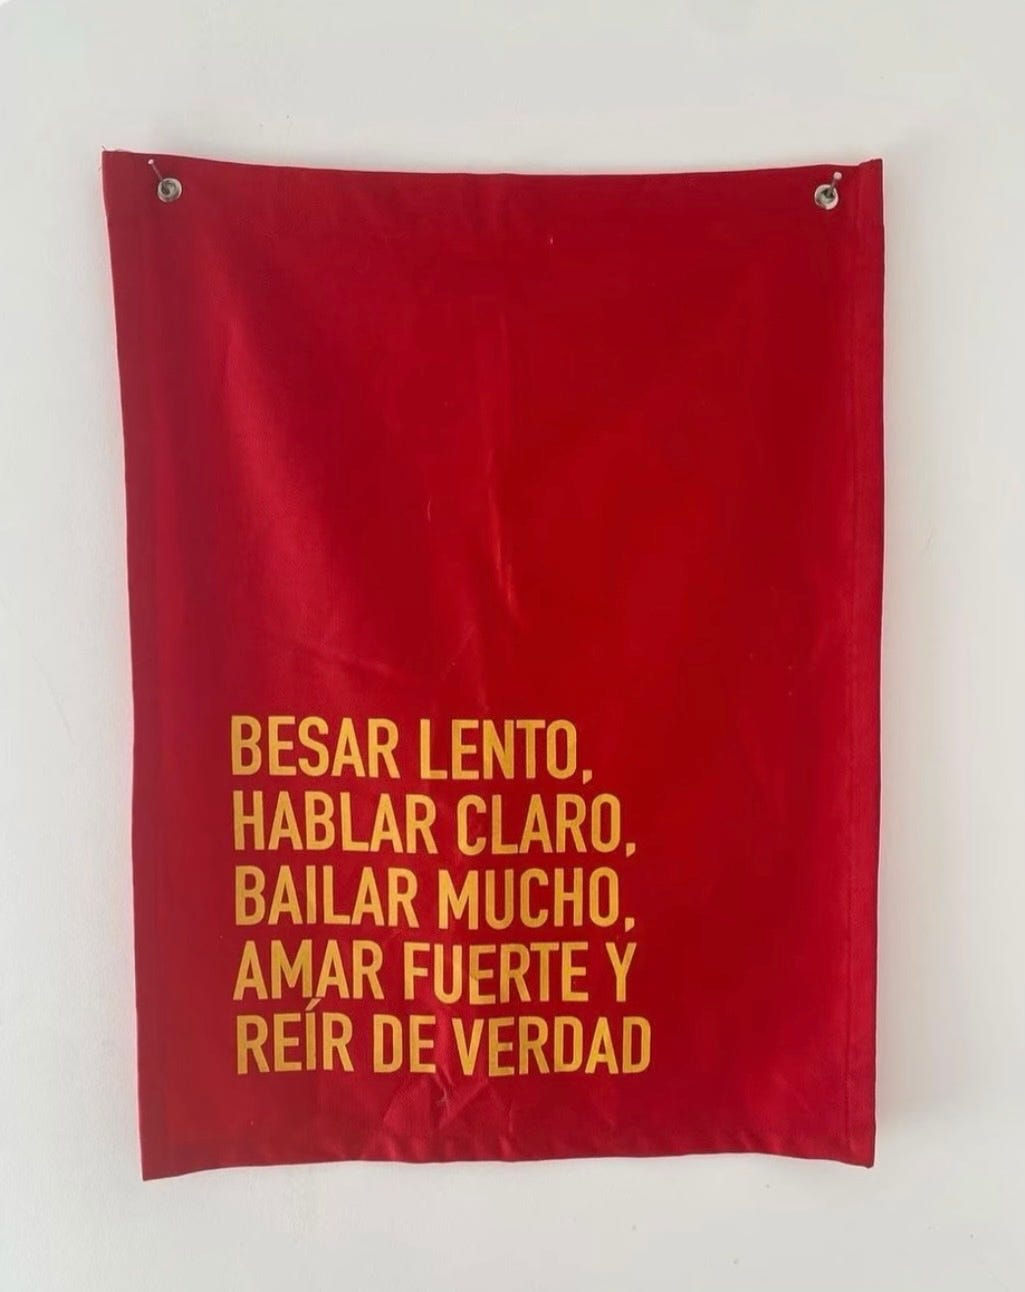 BESAR LENTO,
HABLAR CLARO,
BAILAR MUCHO,
AMAR FUERTE Y
REÍR DE VERDAD